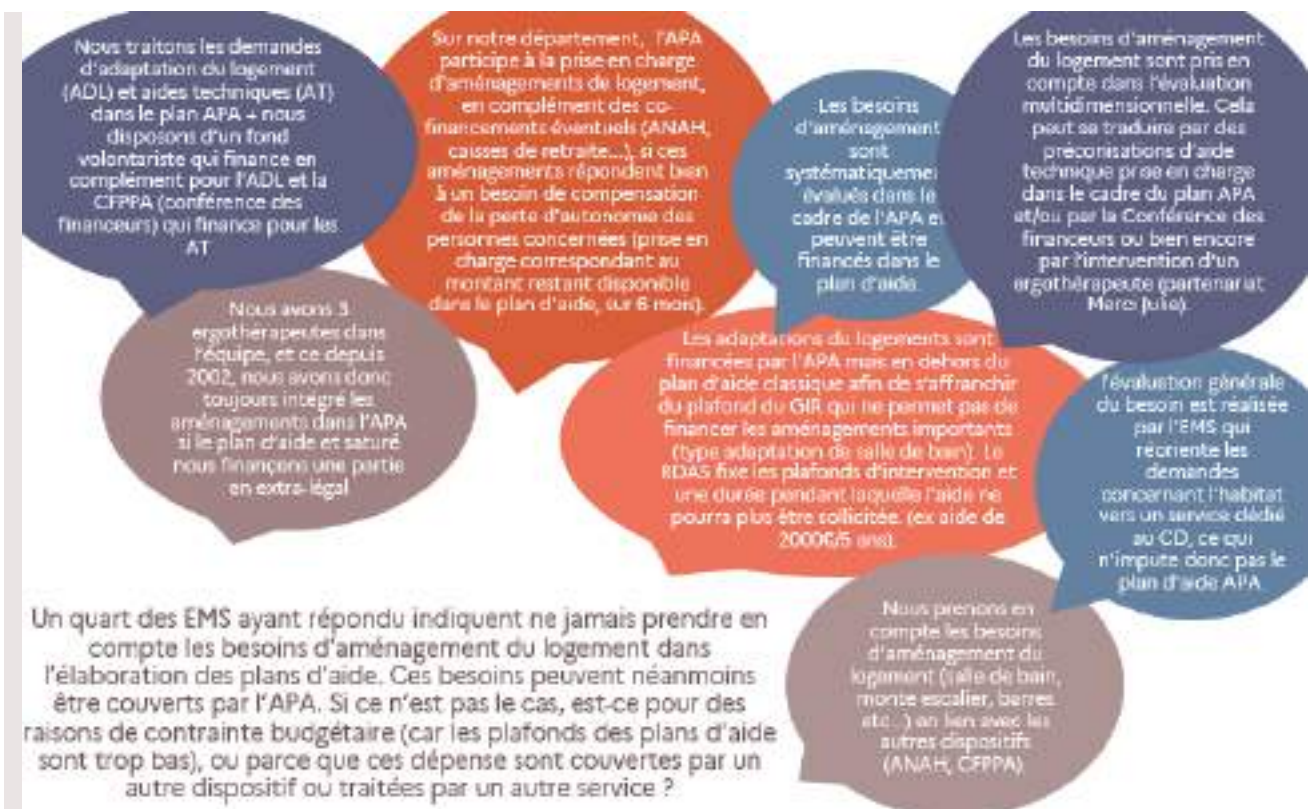 Nous traitons les demandes
d'adaptation du logement
(ADL) et aides techniques (AT)
dans le plan APA + nous
disposons d'un fond
volontariste qui finance en
complément pour l'ADL et la
CFPPA (conférence des
financeurs) qui finance pour les
AT
Sur notre département, l'APA
participe à la prise en charge
d'aménagements de logement,
en complément des co-
financements éventuels (ANAH,
caisses de retraite...), si ces
aménagements répondent bien
à un besoin de compensation
de la perte d'autonomie des
personnes concernées (prise en
charge correspondant au
montant restant disponible
dans le plan d'aide, sur 6 mois).
Les besoins
d'aménagement
sont
systématiquemen
évalués dans le
cadre de l'APA e
peuvent être
financés dans le
plan d'aide.
Les besoins d'aménagement
du logement sont pris en
compte dans l'évaluation
multidimensionnelle. Cela
peut se traduire par des
préconisations d'aide
technique prise en charge
dans le cadre du plan APA
et/ou par la Conférence des
financeurs ou bien encore
par l'intervention d'un
ergothérapeute (partenariat
Merci Julie).
Nous avons 3
ergothérapeutes dans
l'équipe, et ce depuis
2002, nous avons donc
toujours intégré les
aménagements dans l'APA
si le plan d'aide et saturé
nous finançons une partie
en extra-légal
Les adaptations du logements sont
financées par l'APA mais en dehors du
plan d'aide classique afin de s'affranchir
du plafond du GIR qui ne permet pas de
financer les aménagements importants
(type adaptation de salle de bain). Le
RDAS fixe les plafonds d'intervention et
une durée pendant laquelle l'aide ne
pourra plus être sollicitée. (ex aide de
2000€/5 ans).
l'évaluation générale
du besoin est réalisée
par l'EMS qui
réoriente les
demandes
concernant l'habitat
vers un service dédié
au CD, ce qui
n'impute donc pas le
plan d'aide APA
Nous prenons en
compte les besoins
d'aménagement du
logement (salle de bain,
monte escalier, barres
etc...) en lien avec les
autres dispositifs
(ANAH, CFPPA)
Un quart des EMS ayant répondu indiquent ne jamais prendre en
compte les besoins d'aménagement du logement dans
l'élaboration des plans d'aide. Ces besoins peuvent néanmoins
être couverts par l'APA. Si ce n'est pas le cas, est-ce pour des
raisons de contrainte budgétaire (car les plafonds des plans d'aide
sont trop bas), ou parce que ces dépense sont couvertes par un
autre dispositif ou traitées par un autre service ?